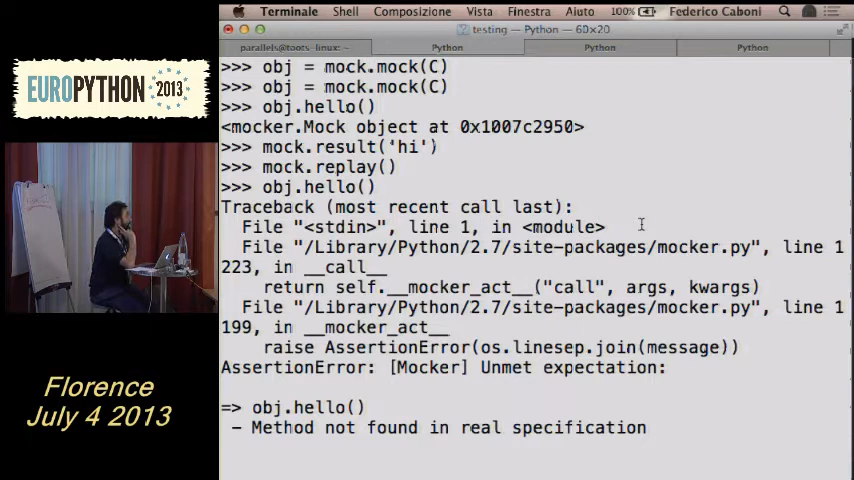 Terminale Shell Composizione Vista Finestra Aiuto 100% Federico Caboni
testing — Python — 60×20
parallels@toots-linux: ~ Python Python Python
>>> obj = mock.mock(C)
>>> obj = mock.mock(C)
>>> obj.hello()
<mocker.Mock object at 0x1007c2950>
>>> mock.result('hi')
>>> mock.replay()
>>> obj.hello()
Traceback (most recent call last):
  File "<stdin>", line 1, in <module>
  File "/Library/Python/2.7/site-packages/mocker.py", line 1
223, in __call__
    return self.__mocker_act__("call", args, kwargs)
  File "/Library/Python/2.7/site-packages/mocker.py", line 1
199, in __mocker_act__
    raise AssertionError(os.linesep.join(message))
AssertionError: [Mocker] Unmet expectation:
=> obj.hello()
 - Method not found in real specification
EUROPYTHON 2013
Florence
July 4 2013